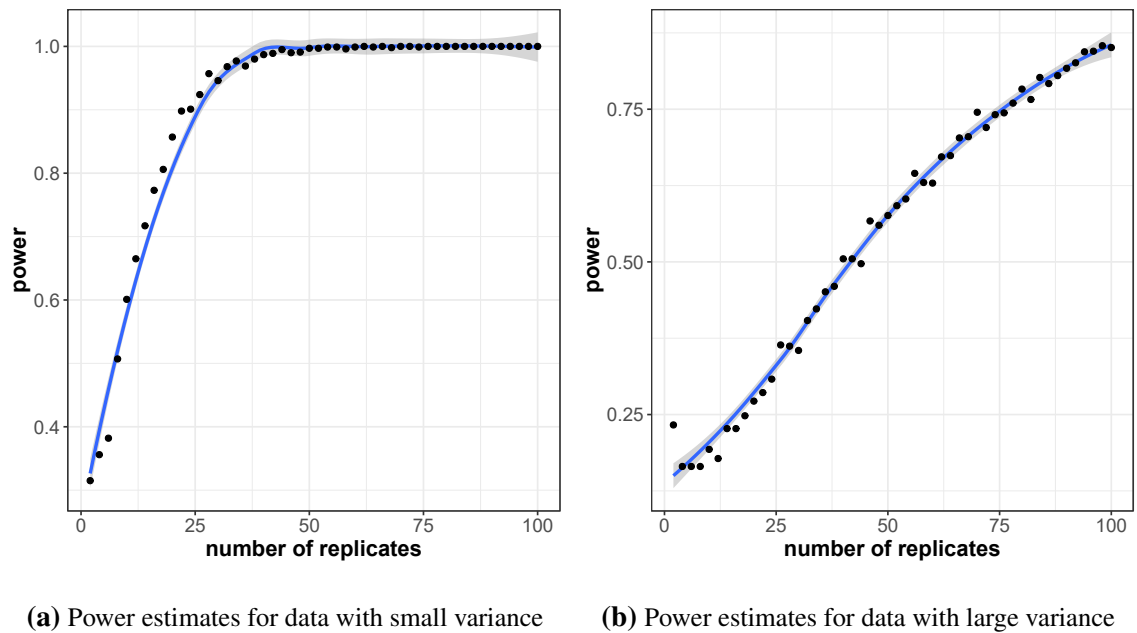 1.0
0.8
0.6
0.4
power
0
25
50
75
100
number of replicates
0.75
0.50
0.25
power
0
25
50
75
100
number of replicates
(a) Power estimates for data with small variance
(b) Power estimates for data with large variance